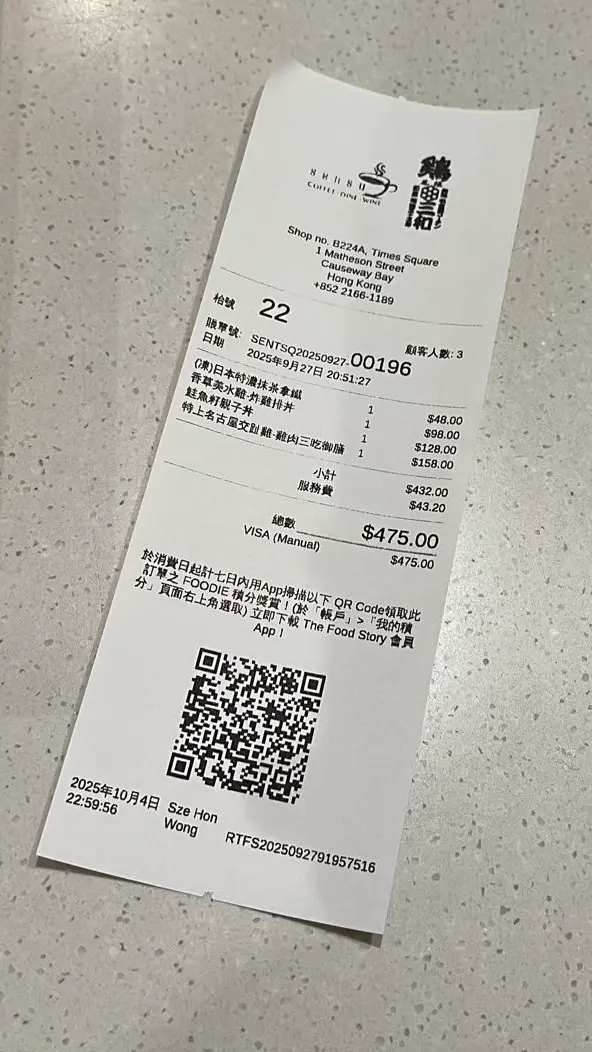 sensu
COFFEE DINE WINE
鶏三和
Shop no. B224A, Times Square
1 Matheson Street
Causeway Bay
Hong Kong
+852 2166-1189
枱號 22 顧客人數: 3
賬單號: SENTSQ20250927-00196
日期 2025年9月27日 20:51:27
(凍)日本特濃抹茶拿鐵 1 $48.00
香草美水雞-炸雞排丼 1 $98.00
鮭魚籽親子丼 1 $128.00
特上名古屋交趾雞-雞肉三吃御膳 1 $158.00
小計 $432.00
服務費 $43.20
總數 $475.00
VISA (Manual) $475.00
於消費日起計七日內用App掃描以下 QR Code領取此
訂單之 FOODIE 積分獎賞！(於「帳戶」>「我的積
分」頁面右上角選取) 立即下載 The Food Story 會員
App！
2025年10月4日 Sze Hon
22:59:56 Wong RTFS2025092791957516